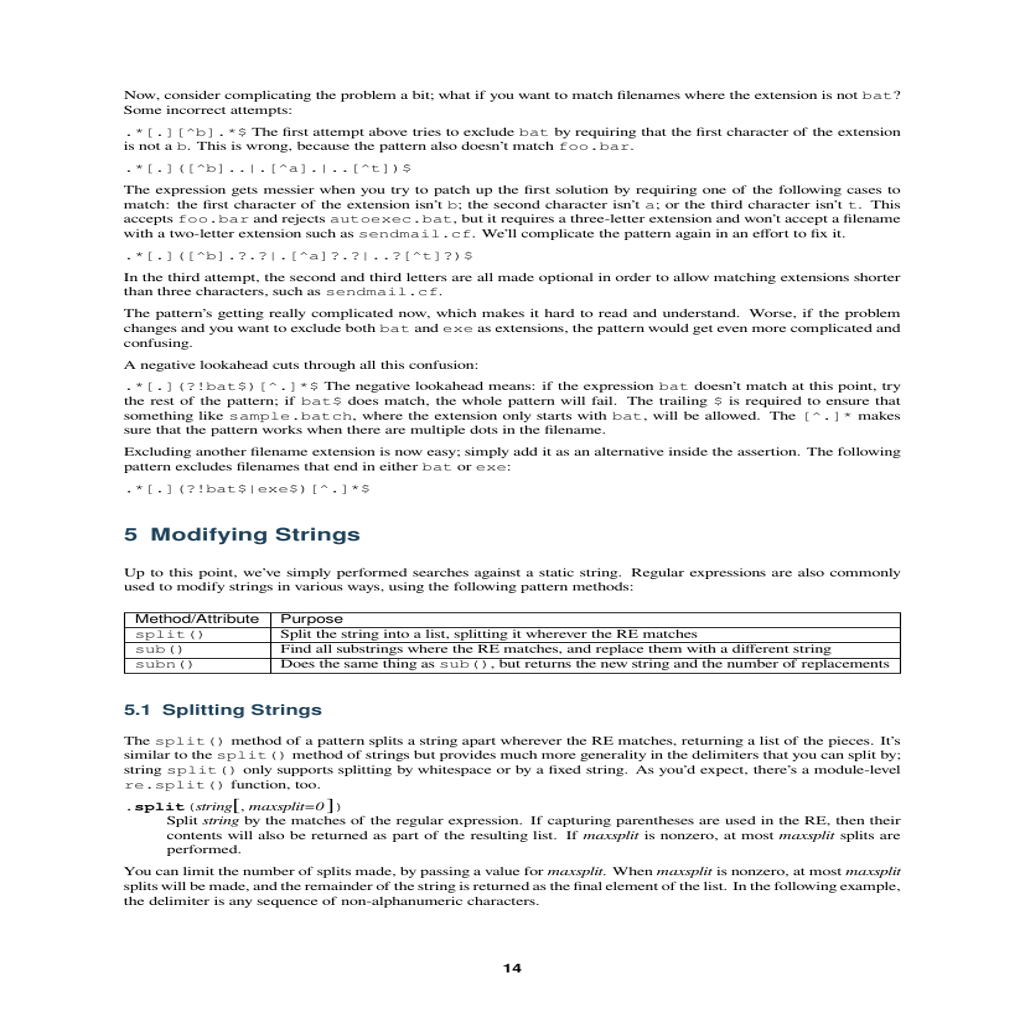 Now, consider complicating the problem a bit; what if you want to match filenames where the extension is not bat?
Some incorrect attempts:
.*[.][^b].*$ The first attempt above tries to exclude bat by requiring that the first character of the extension
is not a b. This is wrong, because the pattern also doesn't match foo.bar.
.*[.]([^b]..|.[^a].|..[^t])$
The expression gets messier when you try to patch up the first solution by requiring one of the following cases to
match: the first character of the extension isn't b; the second character isn't a; or the third character isn't t. This
accepts foo.bar and rejects autoexec.bat, but it requires a three-letter extension and won't accept a filename
with a two-letter extension such as sendmail.cf. We'll complicate the pattern again in an effort to fix it.
.*[.]([^b].?.?|.[^a]?.?|..?[^t]?)$
In the third attempt, the second and third letters are all made optional in order to allow matching extensions shorter
than three characters, such as sendmail.cf.
The pattern's getting really complicated now, which makes it hard to read and understand. Worse, if the problem
changes and you want to exclude both bat and exe as extensions, the pattern would get even more complicated and
confusing.
A negative lookahead cuts through all this confusion:
.*[.](?!bat$)[^.]*$ The negative lookahead means: if the expression bat doesn't match at this point, try
the rest of the pattern; if bat$ does match, the whole pattern will fail. The trailing $ is required to ensure that
something like sample.batch, where the extension only starts with bat, will be allowed. The [^.]* makes
sure that the pattern works when there are multiple dots in the filename.
Excluding another filename extension is now easy; simply add it as an alternative inside the assertion. The following
pattern excludes filenames that end in either bat or exe:
.*[.](?!bat$|exe$)[^.]*$
5 Modifying Strings
Up to this point, we've simply performed searches against a static string. Regular expressions are also commonly
used to modify strings in various ways, using the following pattern methods:
Method/Attribute Purpose
split() Split the string into a list, splitting it wherever the RE matches
sub() Find all substrings where the RE matches, and replace them with a different string
subn() Does the same thing as sub(), but returns the new string and the number of replacements
5.1 Splitting Strings
The split() method of a pattern splits a string apart wherever the RE matches, returning a list of the pieces. It's
similar to the split() method of strings but provides much more generality in the delimiters that you can split by;
string split() only supports splitting by whitespace or by a fixed string. As you'd expect, there's a module-level
re.split() function, too.
.split(string[, maxsplit=0])
Split string by the matches of the regular expression. If capturing parentheses are used in the RE, then their
contents will also be returned as part of the resulting list. If maxsplit is nonzero, at most maxsplit splits are
performed.
You can limit the number of splits made, by passing a value for maxsplit. When maxsplit is nonzero, at most maxsplit
splits will be made, and the remainder of the string is returned as the final element of the list. In the following example,
the delimiter is any sequence of non-alphanumeric characters.
14